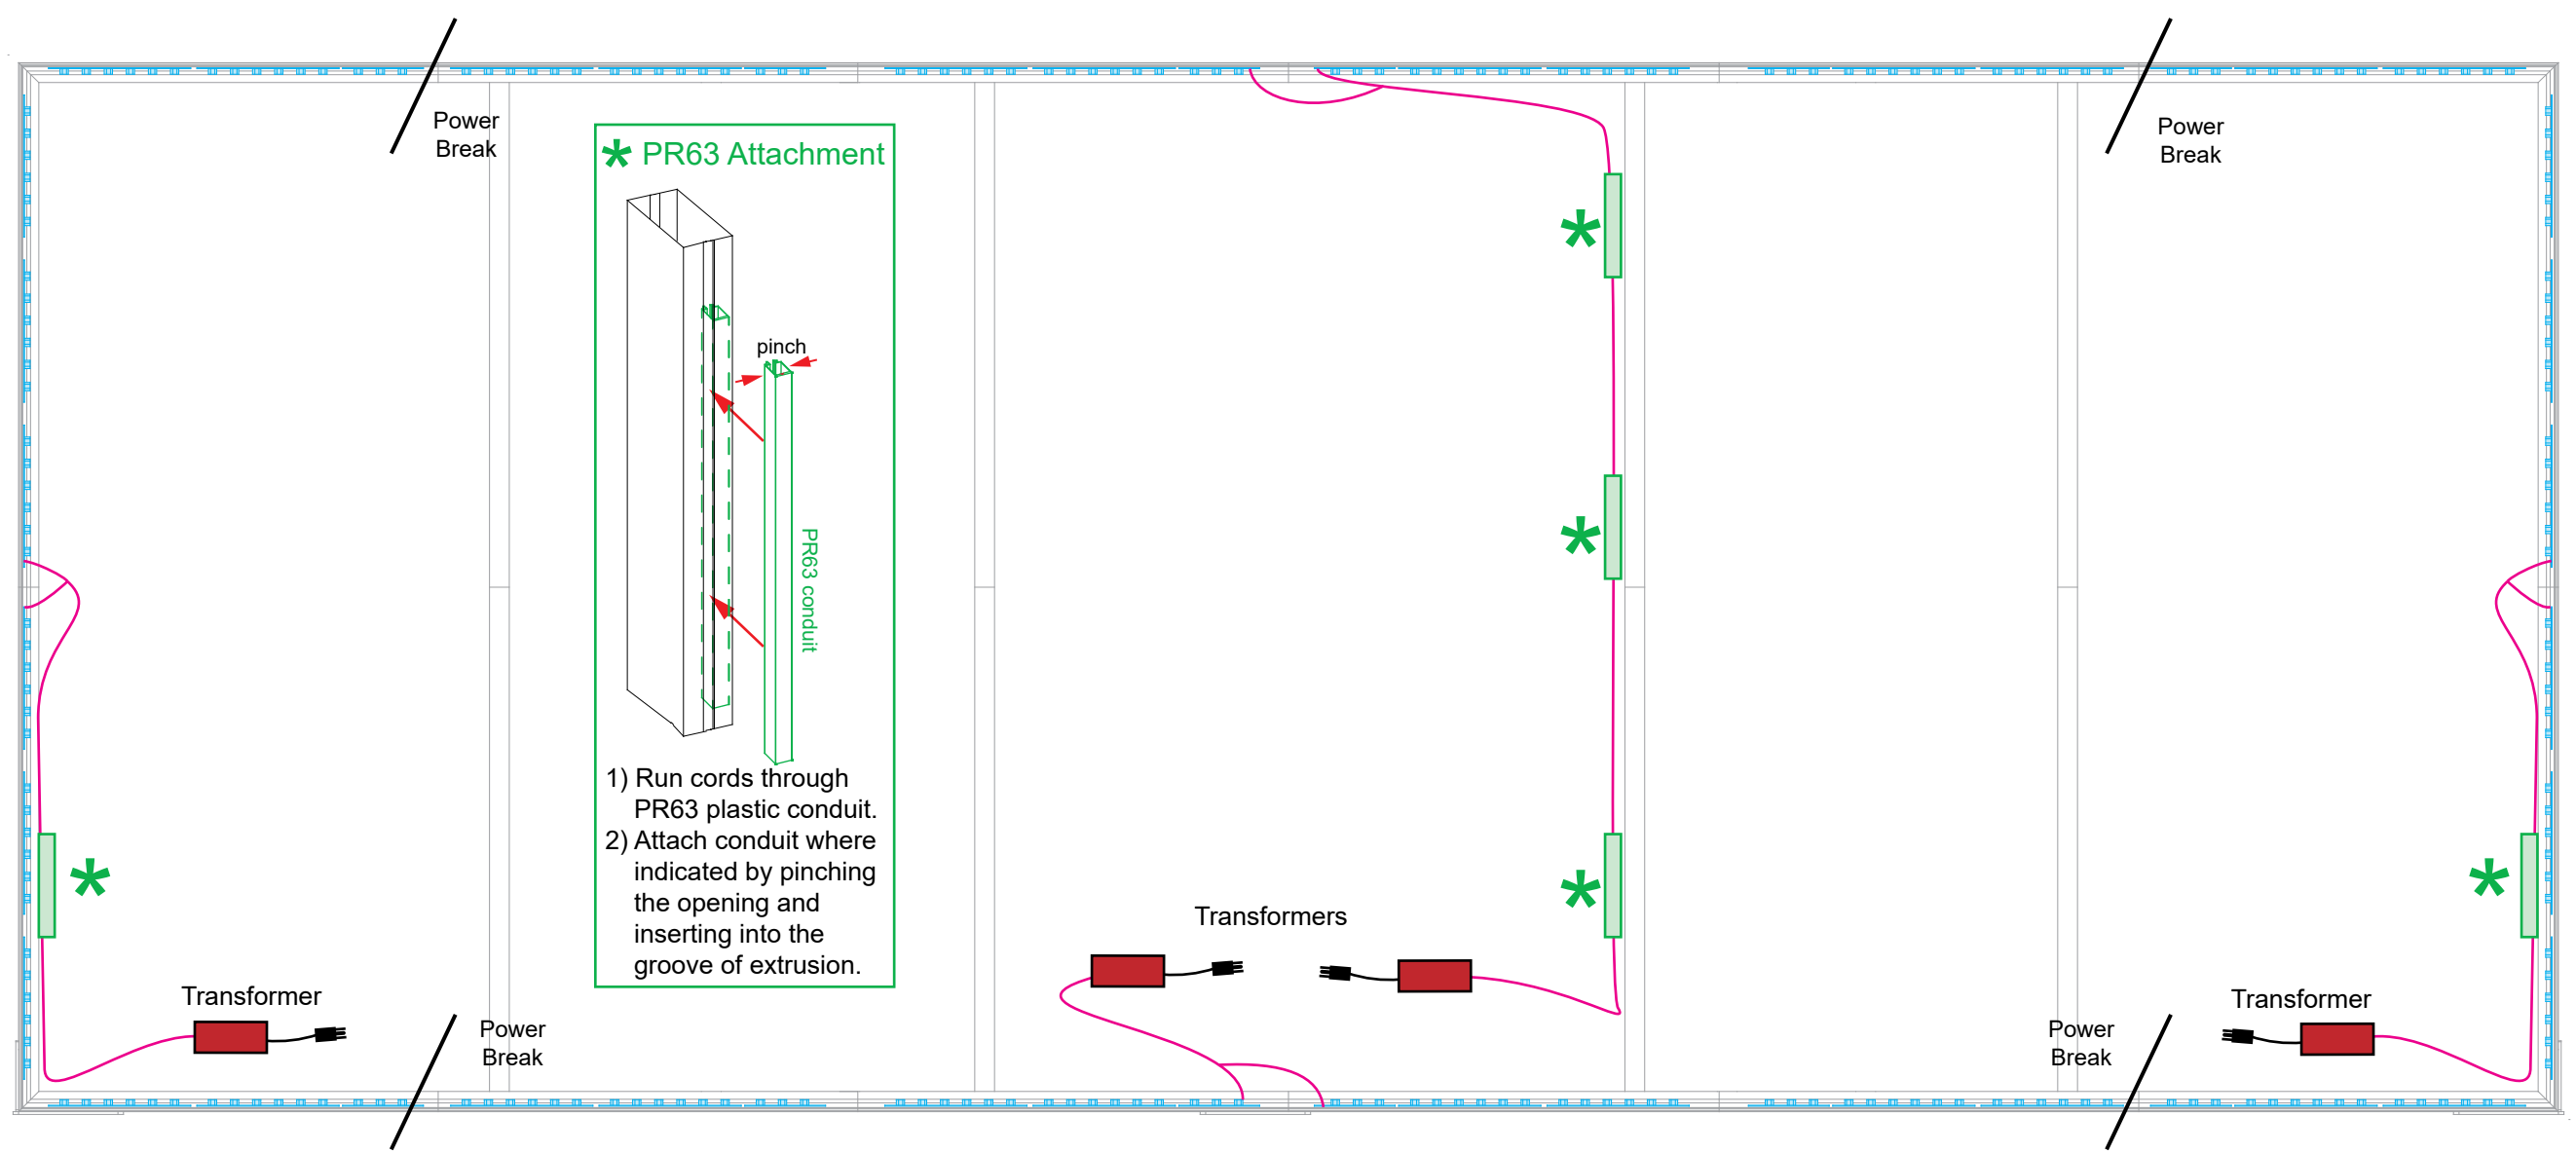 Power
Break
Power
Break
* PR63 Attachment
pinch
PR63 conduit
1) Run cords through
PR63 plastic conduit.
2) Attach conduit where
indicated by pinching
the opening and
inserting into the
groove of extrusion.
*
*
*
*
*
Transformers
Transformer
Transformer
Power
Break
Power
Break